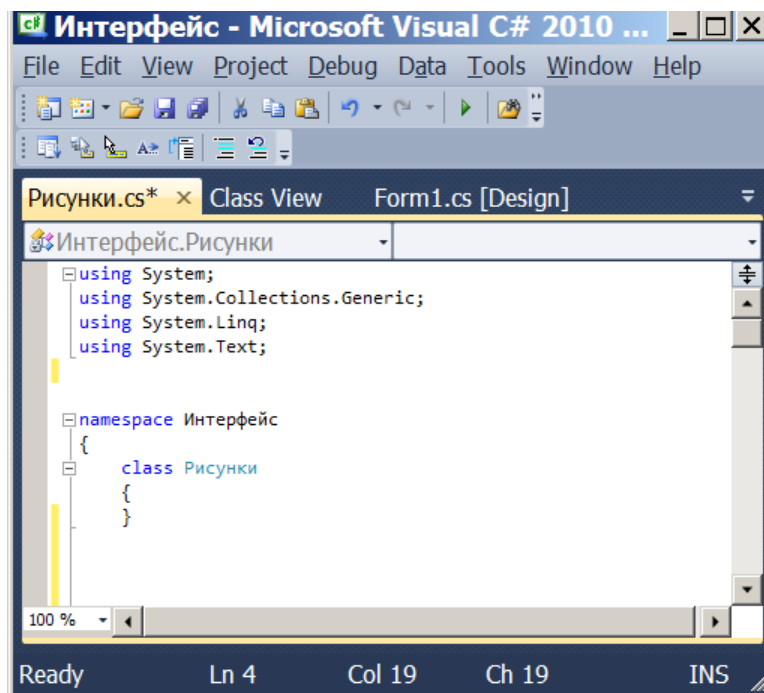 Интерфейс - Microsoft Visual C# 2010 ...
File Edit View Project Debug Data Tools Window Help
Рисунки.cs* × Class View Form1.cs [Design]
Интерфейс.Рисунки
using System;
using System.Collections.Generic;
using System.Linq;
using System.Text;
namespace Интерфейс
{
class Рисунки
{
}
100 %
Ready Ln 4 Col 19 Ch 19 INS